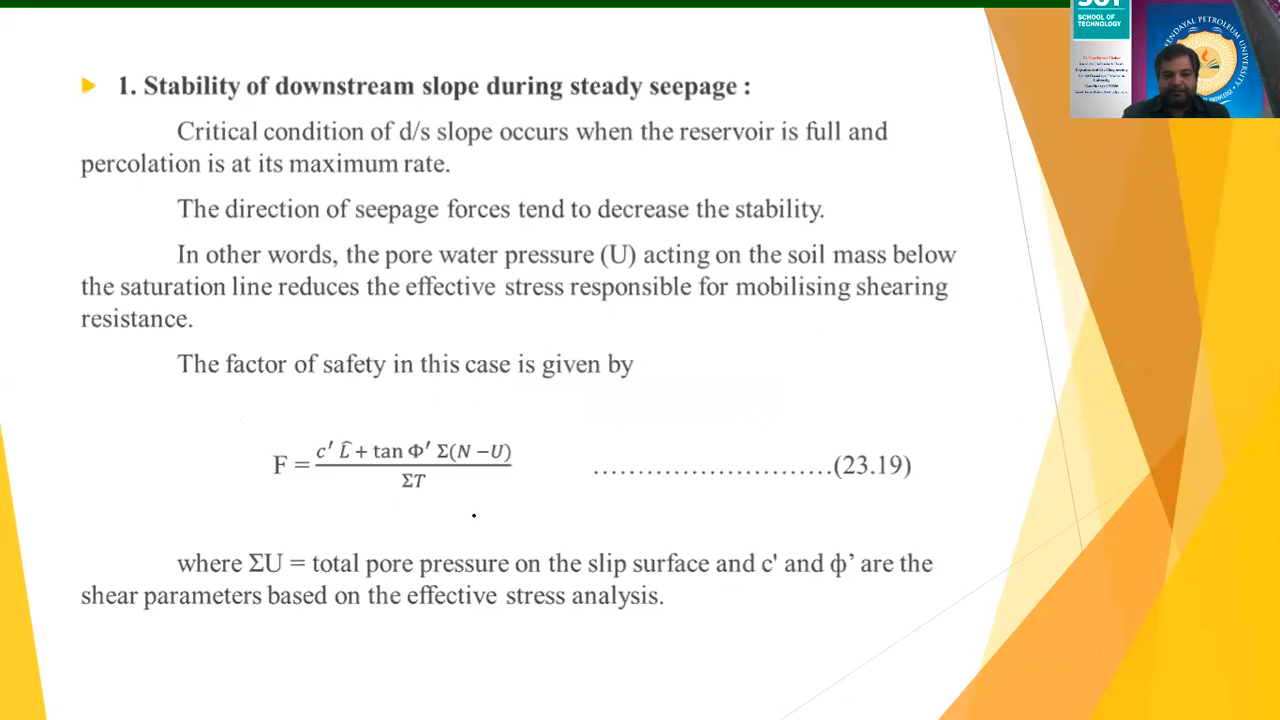 SCHOOL OF
TECHNOLOGY
ENDAYAL PETROLEUM UNIVERSITY
1. Stability of downstream slope during steady seepage :
Critical condition of d/s slope occurs when the reservoir is full and
percolation is at its maximum rate.
The direction of seepage forces tend to decrease the stability.
In other words, the pore water pressure (U) acting on the soil mass below
the saturation line reduces the effective stress responsible for mobilising shearing
resistance.
The factor of safety in this case is given by
F = (c′ L̂ + tan Φ′ Σ(N −U)) / ΣT ...........................(23.19)
where ΣU = total pore pressure on the slip surface and c' and ф’ are the
shear parameters based on the effective stress analysis.